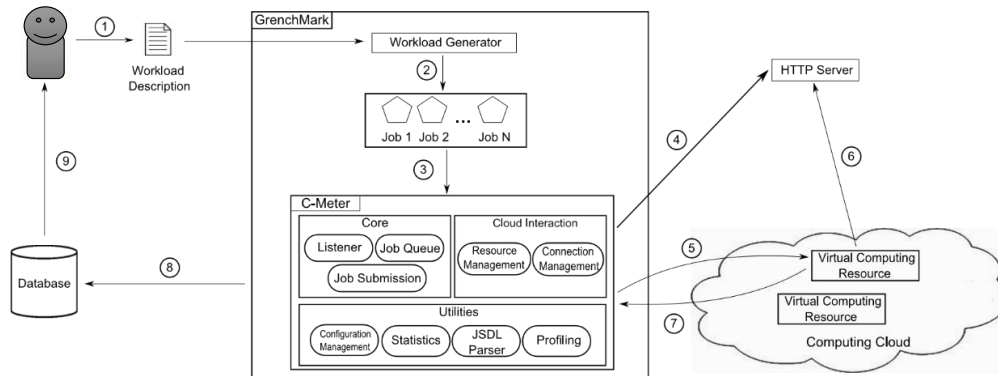 GrenchMark
1
Workload
Description
Workload Generator
2
Job 1 Job 2 ... Job N
3
HTTP Server
4
6
9
C-Meter
Core
Listener
Job Queue
Job Submission
Cloud Interaction
Resource
Management
Connection
Management
Utilities
Configuration
Management
Statistics
JSDL
Parser
Profiling
5
7
8
Database
Virtual Computing
Resource
Virtual Computing
Resource
Computing Cloud